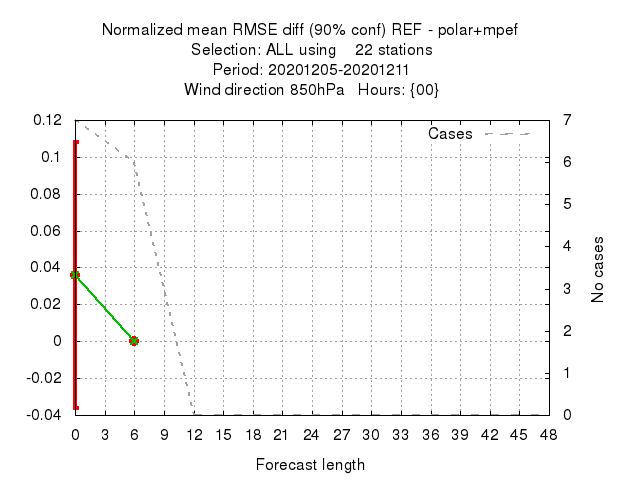 Normalized mean RMSE diff (90% conf) REF - polar+mpef
Selection: ALL using 22 stations
Period: 20201205-20201211
Wind direction 850hPa Hours: {00}
Cases
0.12
0.1
0.08
0.06
0.04
0.02
0
-0.02
-0.04
7
6
5
4
3
2
1
0
No cases
0 3 6 9 12 15 18 21 24 27 30 33 36 39 42 45 48
Forecast length